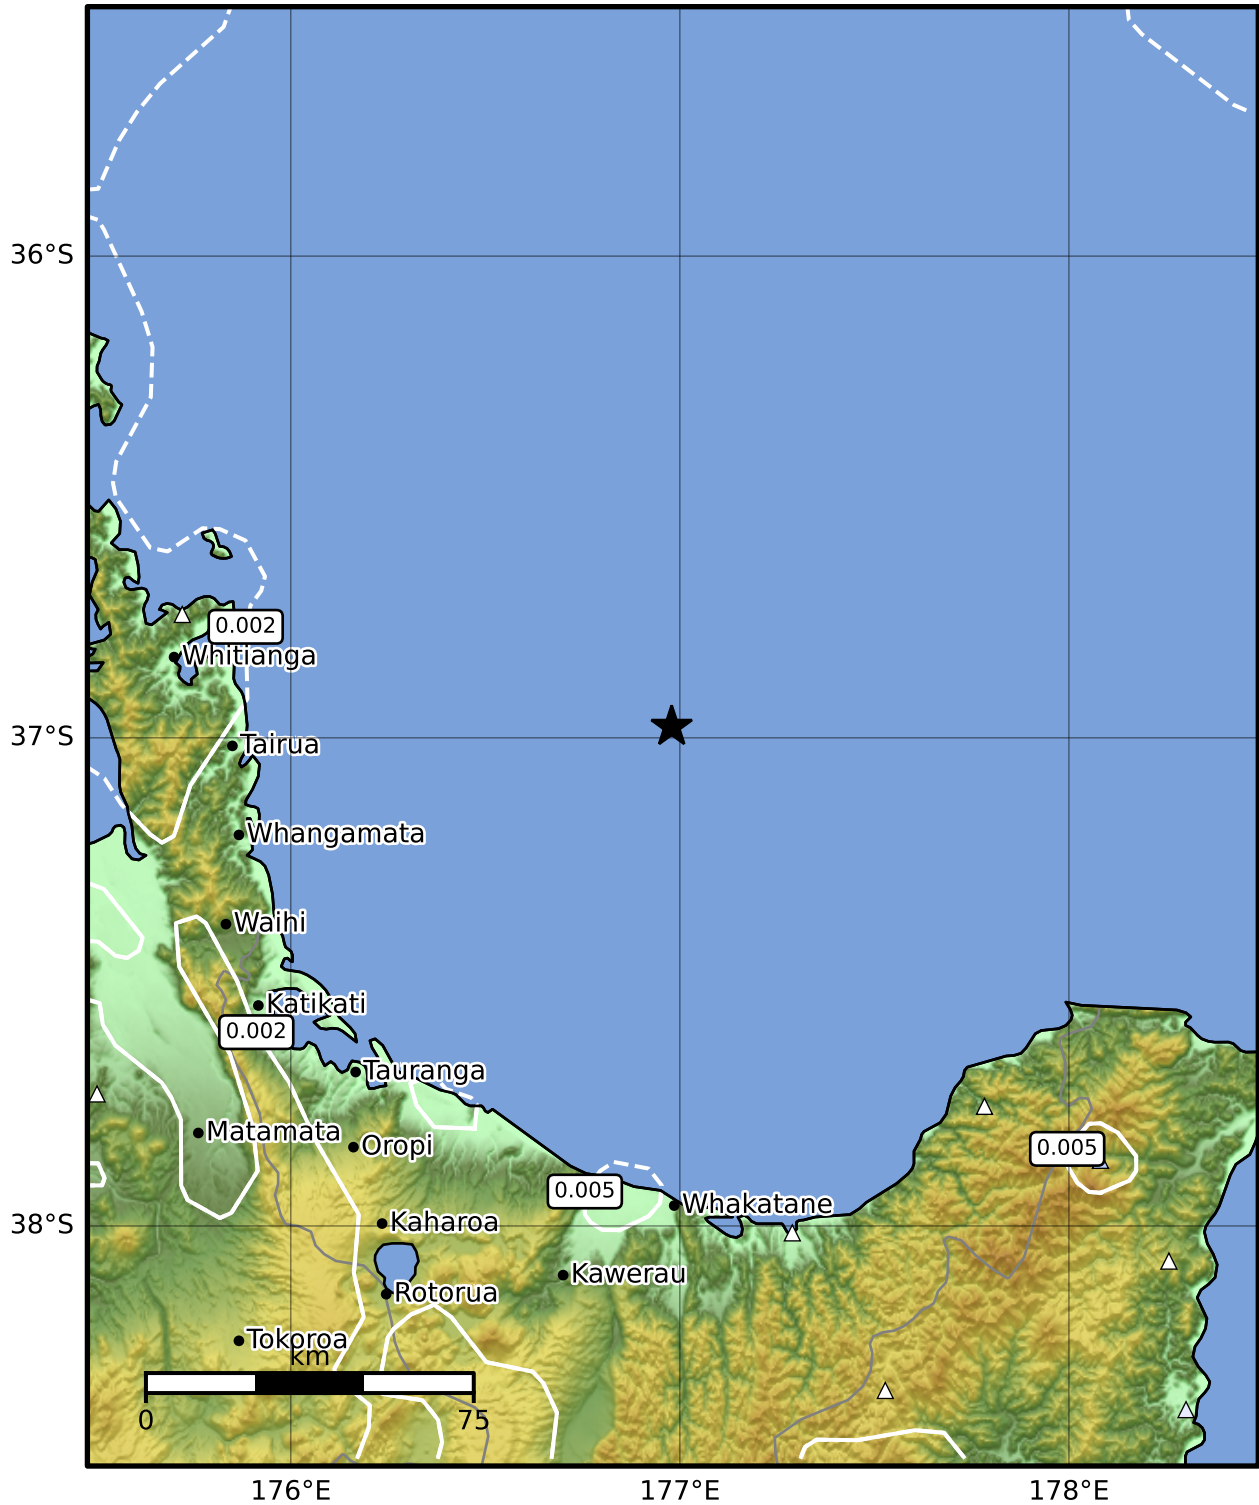 36°S
0.002
Whitianga
37°S
Tairua
Whangamata
Waihi
Katikati
0.002
Tauranga
Matamata
Oropi
0.005
0.005
Whakatane
38°S
Kaharoa
Kawerau
Rotorua
Tokoroa
km
0
75
176°E
177°E
178°E